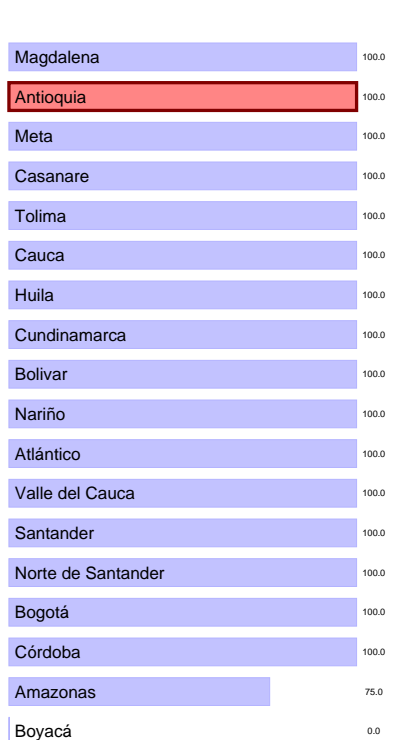 Magdalena 100.0
Antioquia 100.0
Meta 100.0
Casanare 100.0
Tolima 100.0
Cauca 100.0
Huila 100.0
Cundinamarca 100.0
Bolivar 100.0
Nariño 100.0
Atlántico 100.0
Valle del Cauca 100.0
Santander 100.0
Norte de Santander 100.0
Bogotá 100.0
Córdoba 100.0
Amazonas 75.0
Boyacá 0.0